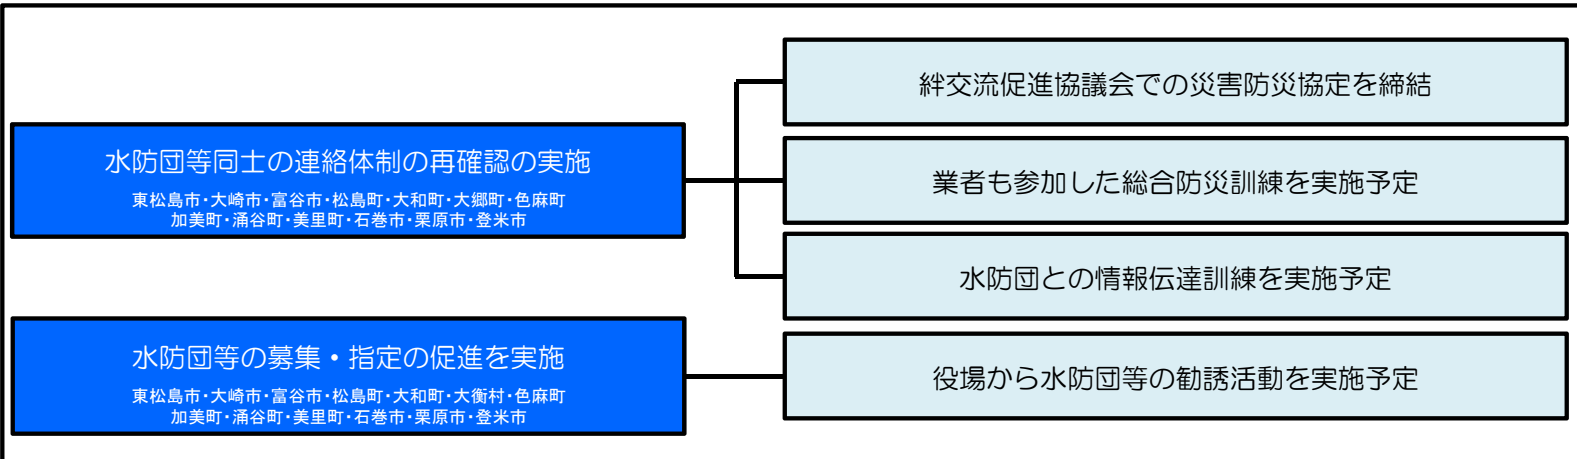 水防団等同士の連絡体制の再確認の実施
東松島市・大崎市・富谷市・松島町・大和町・大郷町・色麻町
加美町・涌谷町・美里町・石巻市・栗原市・登米市
絆交流促進協議会での災害防災協定を締結
業者も参加した総合防災訓練を実施予定
水防団との情報伝達訓練を実施予定
水防団等の募集・指定の促進を実施
東松島市・大崎市・富谷市・松島町・大和町・大衡村・色麻町
加美町・涌谷町・美里町・石巻市・栗原市・登米市
役場から水防団等の勧誘活動を実施予定